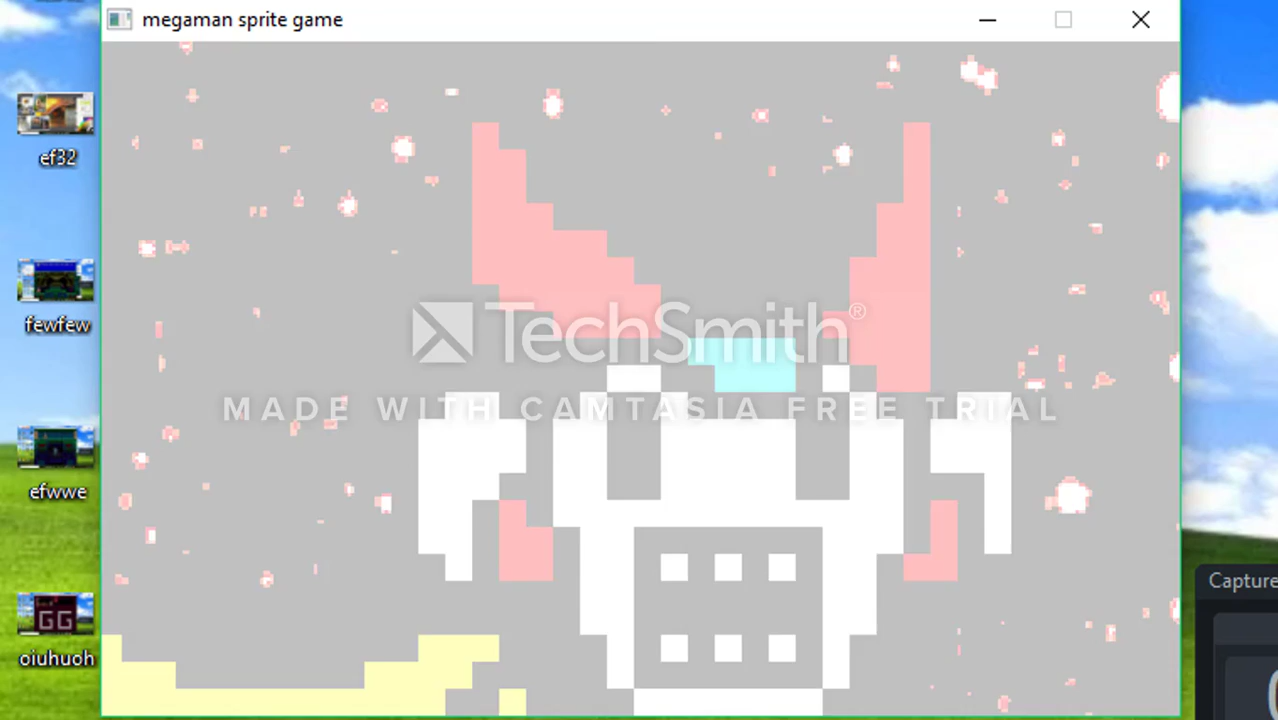 megaman sprite game
ef32
fewfew
TechSmith®
MADE WITH CAMTASIA FREE TRIAL
efwwe
GG
Capture
oiuhuoh